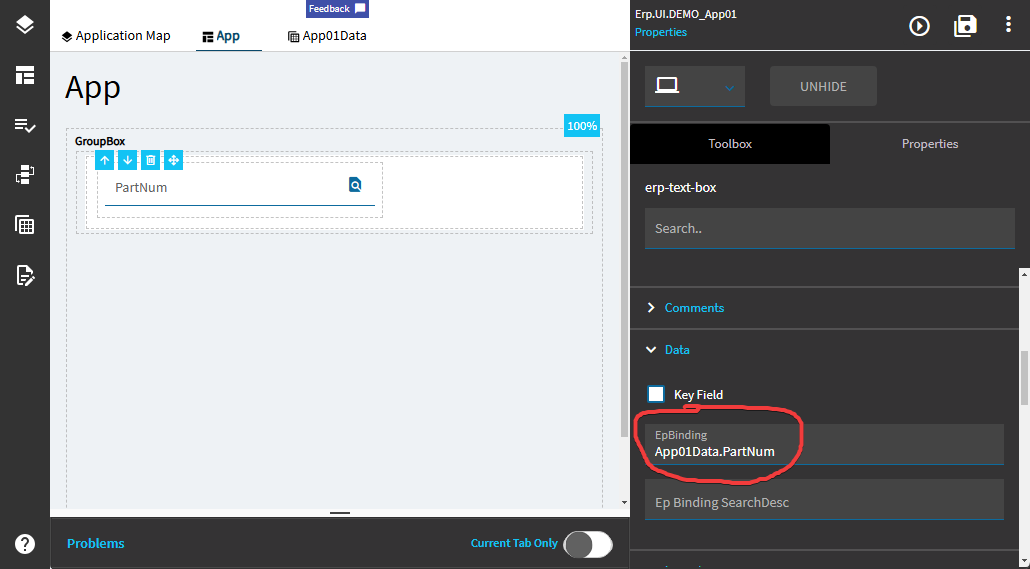 Feedback
Application Map
App
App01Data
App
100%
GroupBox
PartNum
Problems
Current Tab Only
Erp.UI.DEMO_App01
Properties
UNHIDE
Toolbox
Properties
erp-text-box
Search..
Comments
Data
Key Field
EpBinding
App01Data.PartNum
Ep Binding SearchDesc